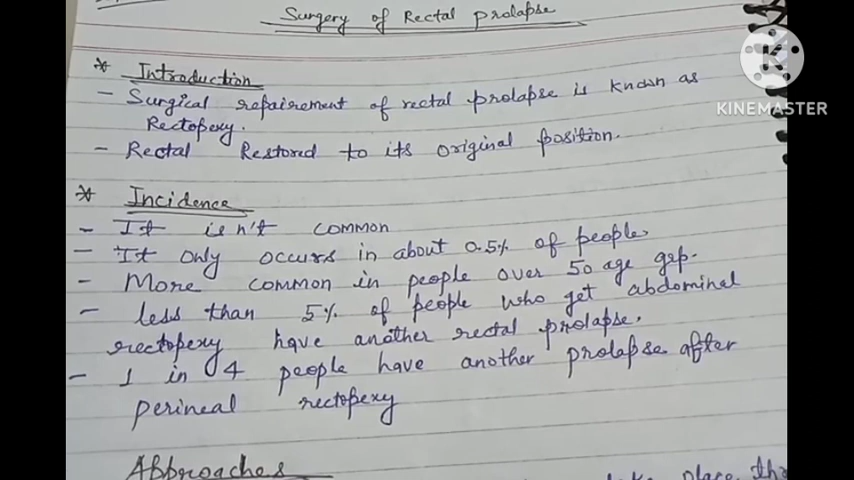 Surgery of Rectal prolapse
* Introduction
- Surgical repairement of rectal prolapse is known as
Rectopexy.
- Rectal Restored to its original position.
* Incidence
- It isn't common
- It only occurs in about 0.5% of people.
- More common in people over 50 age gap.
- less than 5% of people who get abdominal
rectopexy have another rectal prolapse.
- 1 in 4 people have another prolapse after
perineal rectopexy
Approaches
place
K
KINEMASTER